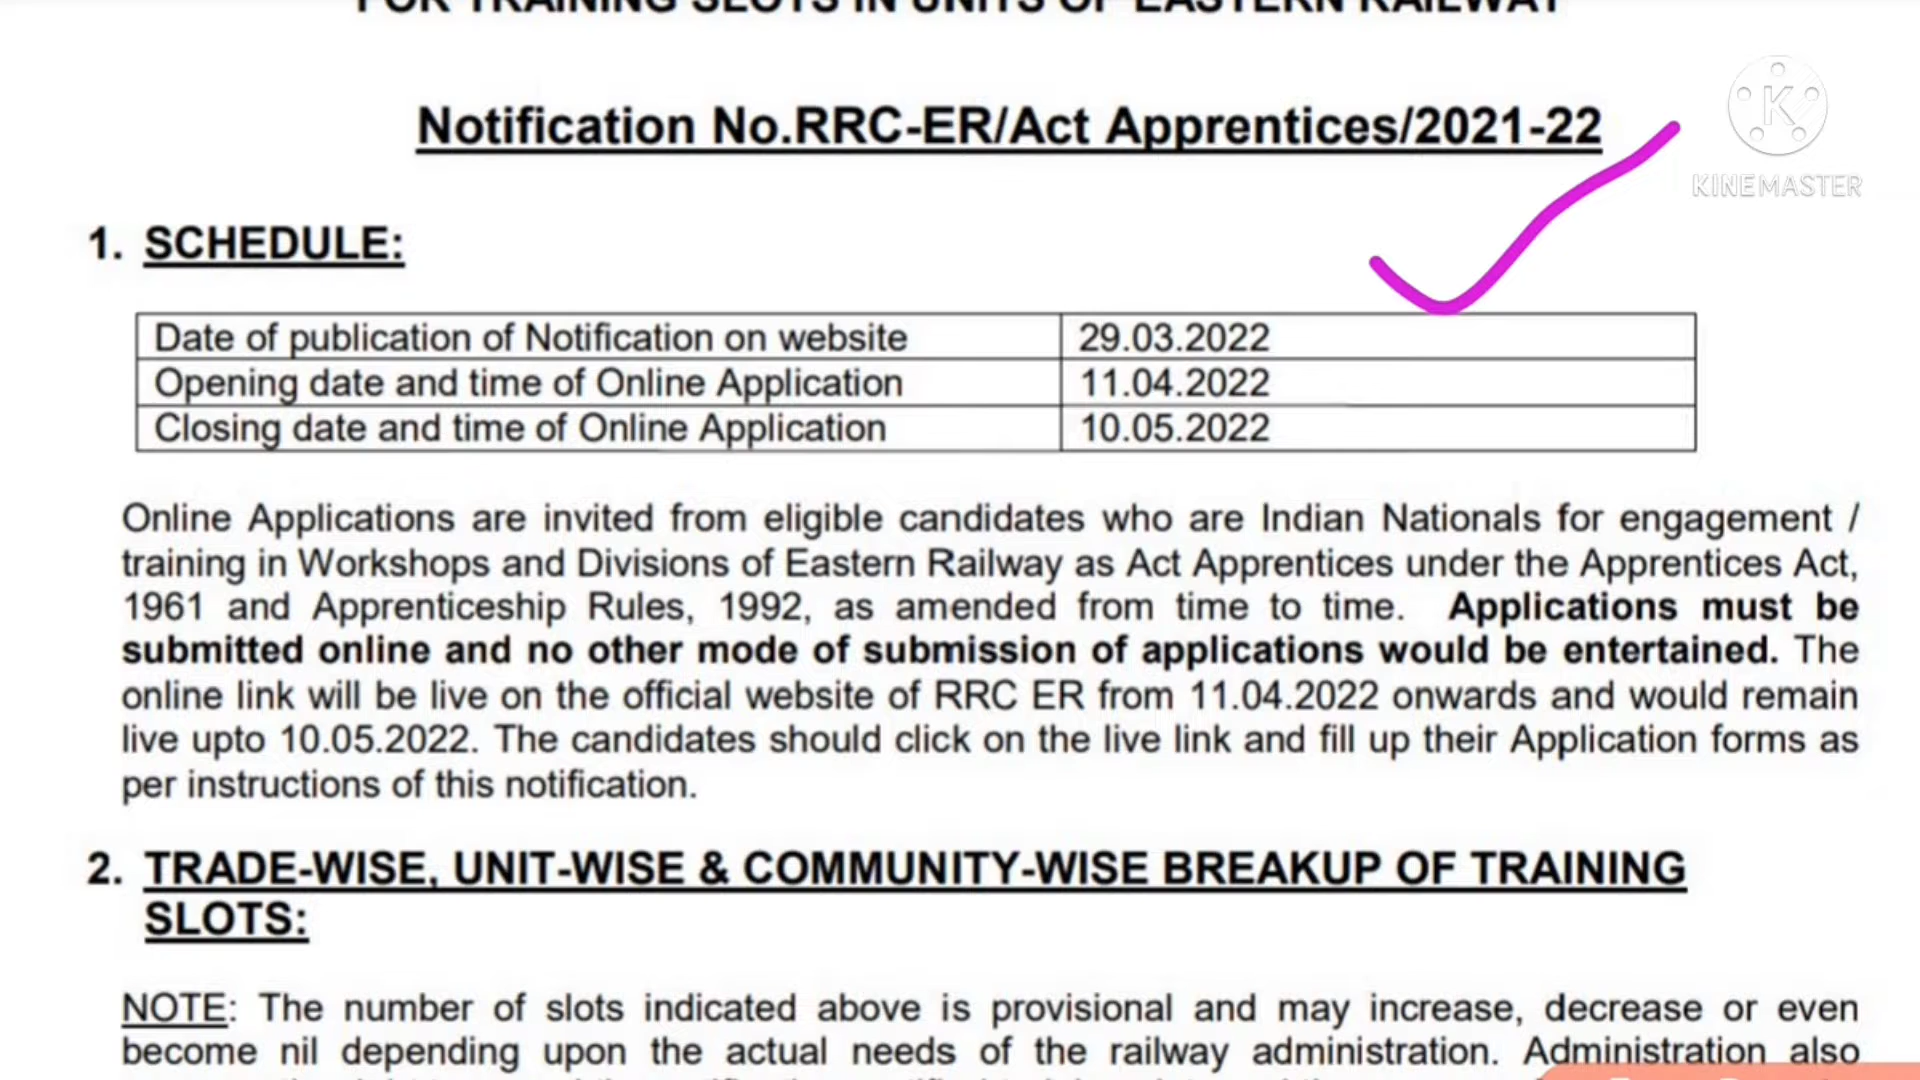 FOR TRAINING SLOTS IN UNITS OF EASTERN RAILWAY
Notification No.RRC-ER/Act Apprentices/2021-22
KINEMASTER
1. SCHEDULE:
Date of publication of Notification on website 29.03.2022
Opening date and time of Online Application 11.04.2022
Closing date and time of Online Application 10.05.2022
Online Applications are invited from eligible candidates who are Indian Nationals for engagement /
training in Workshops and Divisions of Eastern Railway as Act Apprentices under the Apprentices Act,
1961 and Apprenticeship Rules, 1992, as amended from time to time. Applications must be
submitted online and no other mode of submission of applications would be entertained. The
online link will be live on the official website of RRC ER from 11.04.2022 onwards and would remain
live upto 10.05.2022. The candidates should click on the live link and fill up their Application forms as
per instructions of this notification.
2. TRADE-WISE, UNIT-WISE & COMMUNITY-WISE BREAKUP OF TRAINING
SLOTS:
NOTE: The number of slots indicated above is provisional and may increase, decrease or even
become nil depending upon the actual needs of the railway administration. Administration also